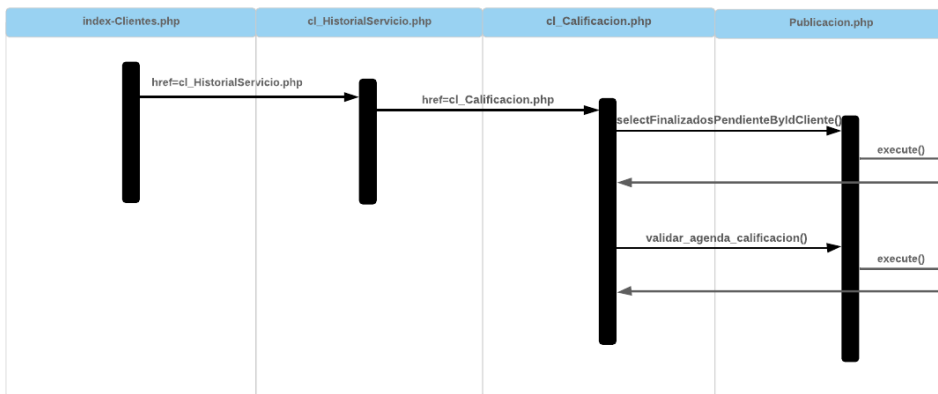 index-Clientes.php
cl_HistorialServicio.php
cl_Calificacion.php
Publicacion.php
href=cl_HistorialServicio.php
href=cl_Calificacion.php
selectFinalizadosPendienteByIdCliente()
execute()
validar_agenda_calificacion()
execute()